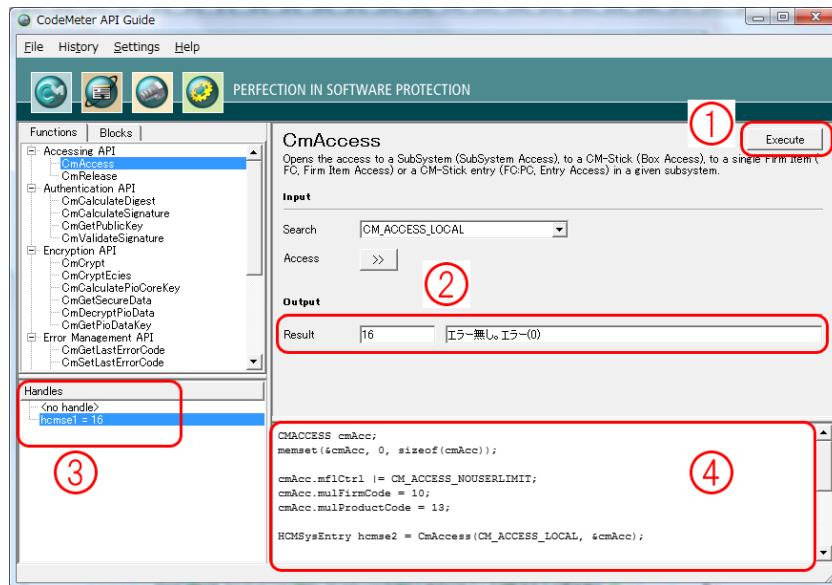 CodeMeter API Guide
File History Settings Help
PERFECTION IN SOFTWARE PROTECTION
Functions Blocks
Accessing API
CmAccess
CmRelease
Authentication API
CmCalculateDigest
CmCalculateSignature
CmGetPublicKey
CmValidateSignature
Encryption API
CmCrypt
CmCryptEcies
CmCalculatePioCoreKey
CmGetSecureData
CmDecryptPioData
CmGetPioDataKey
Error Management API
CmGetLastErrorCode
CmSetLastErrorCode
Handles
<no handle>
hcmse1 = 16
③
CmAccess
① Execute
Opens the access to a SubSystem (SubSystem Access), to a CM-Stick (Box Access), to a single Firm Item (
FC, Firm Item Access) or a CM-Stick entry (FC:PC, Entry Access) in a given subsystem.
Input
Search CM_ACCESS_LOCAL
Access >>
②
Output
Result 16 エラー無し。エラー(0)
CMACCESS cmAcc;
memset(&cmAcc, 0, sizeof(cmAcc));
cmAcc.mflCtrl |= CM_ACCESS_NOUSERLIMIT;
cmAcc.mulFirmCode = 10;
cmAcc.mulProductCode = 13;
HCMSysEntry hcmse2 = CmAccess(CM_ACCESS_LOCAL, &cmAcc);
④